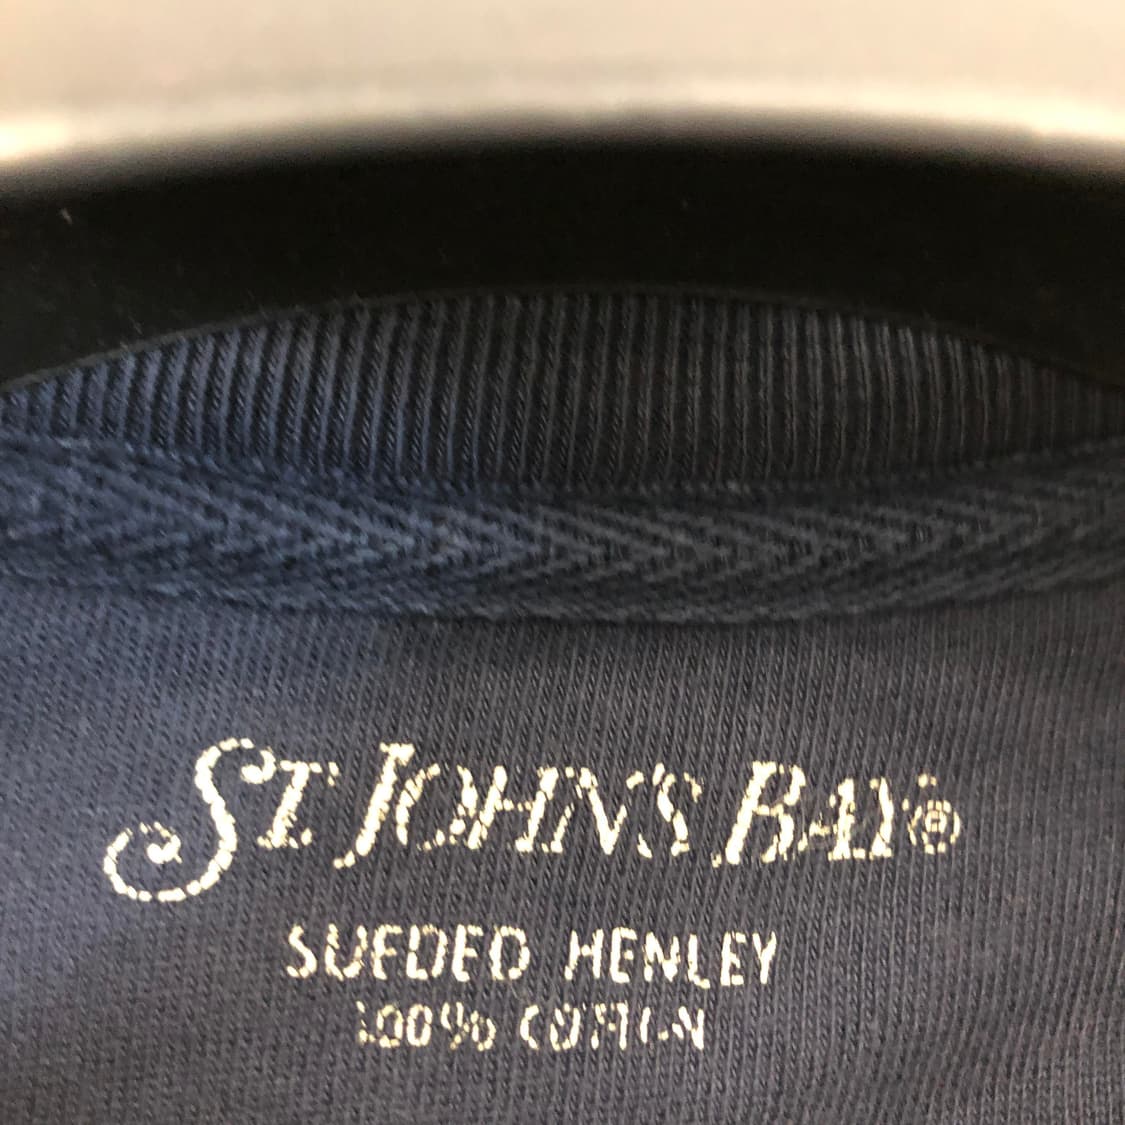 ST. JOHN'S BAY®
SUEDED HENLEY
100% COTTON